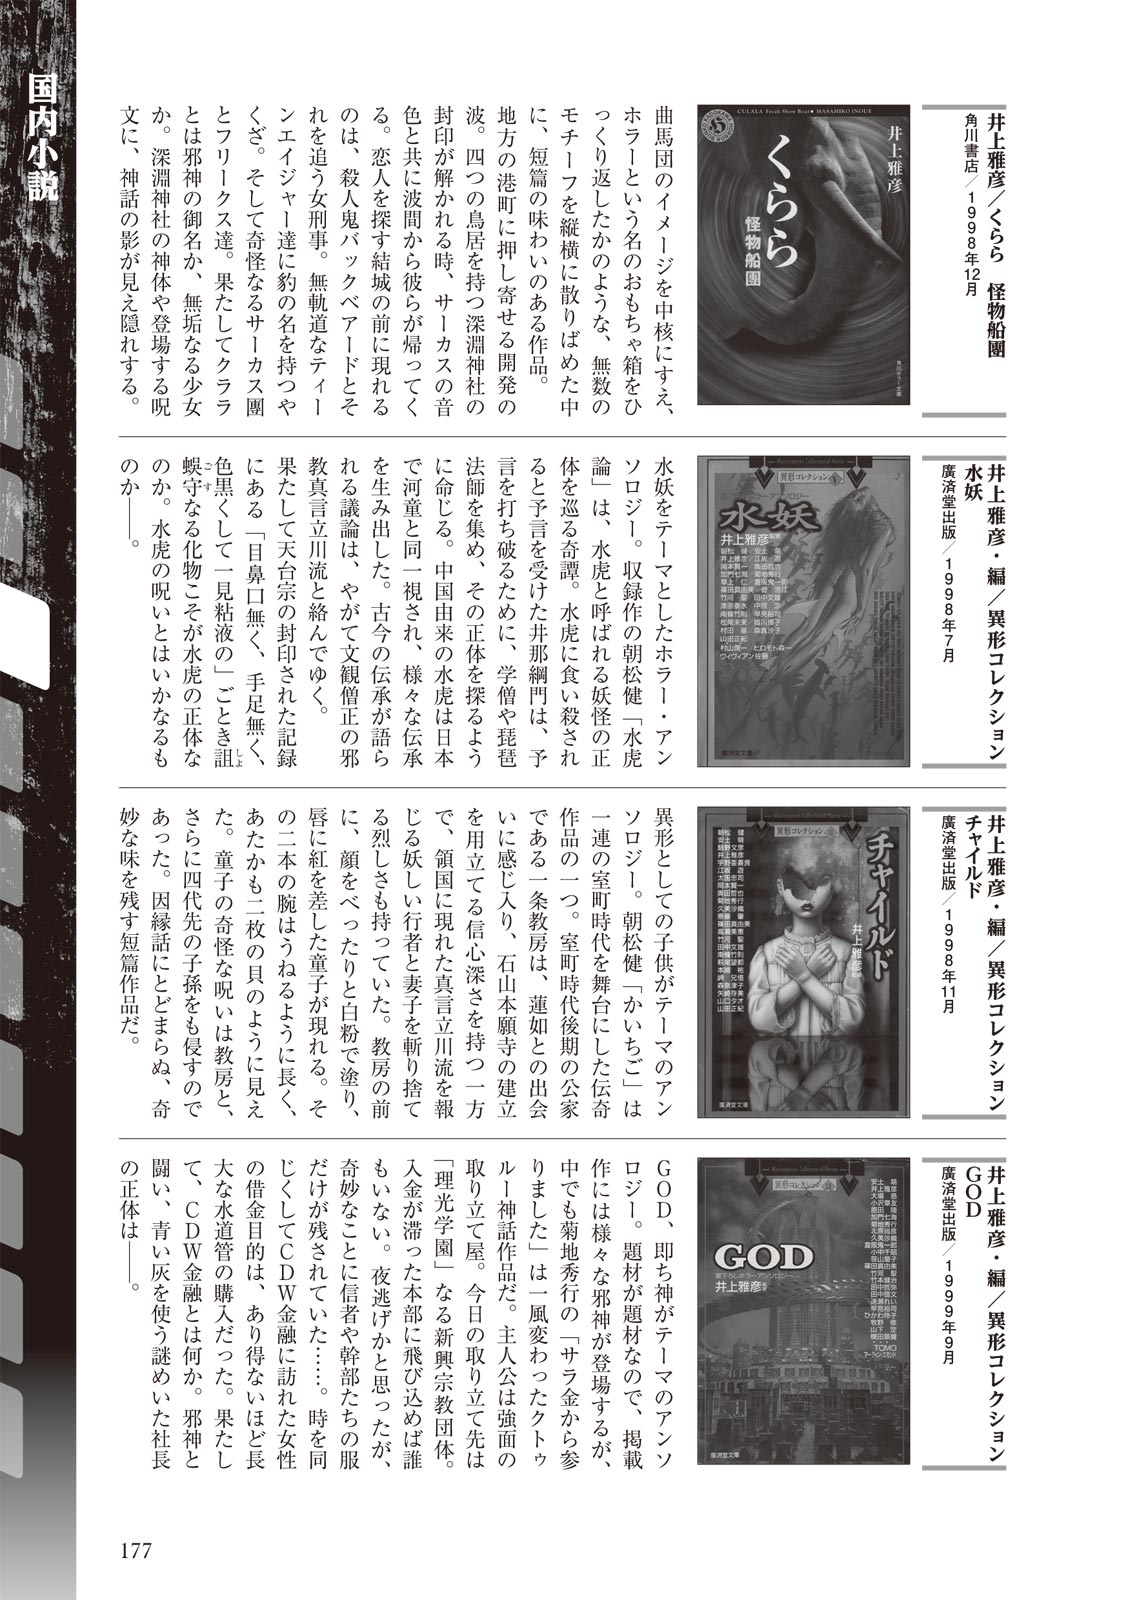 国内小説
井上雅彦／くらら　怪物船團
角川書店／1998年12月
CULALA Freak Show Boat★ MASAHIKO INOUE
井上雅彦
くらら
怪物船團
角川ホラー文庫
曲馬団のイメージを中核にすえ、
ホラーという名のおもちゃ箱をひ
っくり返したかのような、無数の
モチーフを縦横に散りばめた中
に、短篇の味わいのある作品。
地方の港町に押し寄せる開発の
波。四つの鳥居を持つ深淵神社の
封印が解かれる時、サーカスの音
色と共に波間から彼らが帰ってく
る。恋人を探す結城の前に現れる
のは、殺人鬼バックベアードとそ
れを追う女刑事。無軌道なティー
ンエイジャー達に豹の名を持つや
くざ。そして奇怪なるサーカス團
とフリークス達。果たしてクララ
とは邪神の御名か、無垢なる少女
か。深淵神社の神体や登場する呪
文に、神話の影が見え隠れする。
井上雅彦・編／異形コレクション
水妖
廣済堂出版／1998年7月
Masterpieces Collection of Horror
異形コレクション
水妖
井上雅彦
廣済堂文庫
水妖をテーマとしたホラー・アン
ソロジー。収録作の朝松健「水虎
論」は、水虎と呼ばれる妖怪の正
体を巡る奇譚。水虎に食い殺され
ると予言を受けた井那綱門は、予
言を打ち破るために、学僧や琵琶
法師を集め、その正体を探るよう
に命じる。中国由来の水虎は日本
で河童と同一視され、様々な伝承
を生み出した。古今の伝承が語ら
れる議論は、やがて文観僧正の邪
教真言立川流と絡んでゆく。
果たして天台宗の封印された記録
にある「目鼻口無く、手足無く、
色黒くして一見粘液の」ごとき詛
蜈守なる化物こそが水虎の正体な
のか。水虎の呪いとはいかなるも
のか――。
井上雅彦・編／異形コレクション
チャイルド
廣済堂出版／1998年11月
Masterpieces Collection of Horror
異形コレクション
チャイルド
井上雅彦
廣済堂文庫
異形としての子供がテーマのアン
ソロジー。朝松健「かいちご」は
一連の室町時代を舞台にした伝奇
作品の一つ。室町時代後期の公家
である一条教房は、蓮如との出会
いに感じ入り、石山本願寺の建立
を用立てる信心深さを持つ一方
で、領国に現れた真言立川流を報
じる妖しい行者と妻子を斬り捨て
る烈しさも持っていた。教房の前
に、顔をべったりと白粉で塗り、
唇に紅を差した童子が現れる。そ
の二本の腕はうねるように長く、
あたかも二枚の貝のように見え
た。童子の奇怪な呪いは教房と、
さらに四代先の子孫をも侵すので
あった。因縁話にとどまらぬ、奇
妙な味を残す短篇作品だ。
井上雅彦・編／異形コレクション
GOD
廣済堂出版／1999年9月
Masterpieces Collection of Horror
異形コレクション
GOD
書下ろしホラーアンソロジー
井上雅彦
廣済堂文庫
GOD、即ち神がテーマのアンソ
ロジー。題材が題材なので、掲載
作には様々な邪神が登場するが、
中でも菊地秀行の「サラ金から参
りました」は一風変わったクトゥ
ルー神話作品だ。主人公は強面の
取り立て屋。今日の取り立て先は
「理光学園」なる新興宗教団体。
入金が滞った本部に飛び込めば誰
もいない。夜逃げかと思ったが、
奇妙なことに信者や幹部たちの服
だけが残されていた……。時を同
じくしてCDW金融に訪れた女性
の借金目的は、あり得ないほど長
大な水道管の購入だった。果たし
て、CDW金融とは何か。邪神と
闘い、青い灰を使う謎めいた社長
の正体は――。
177